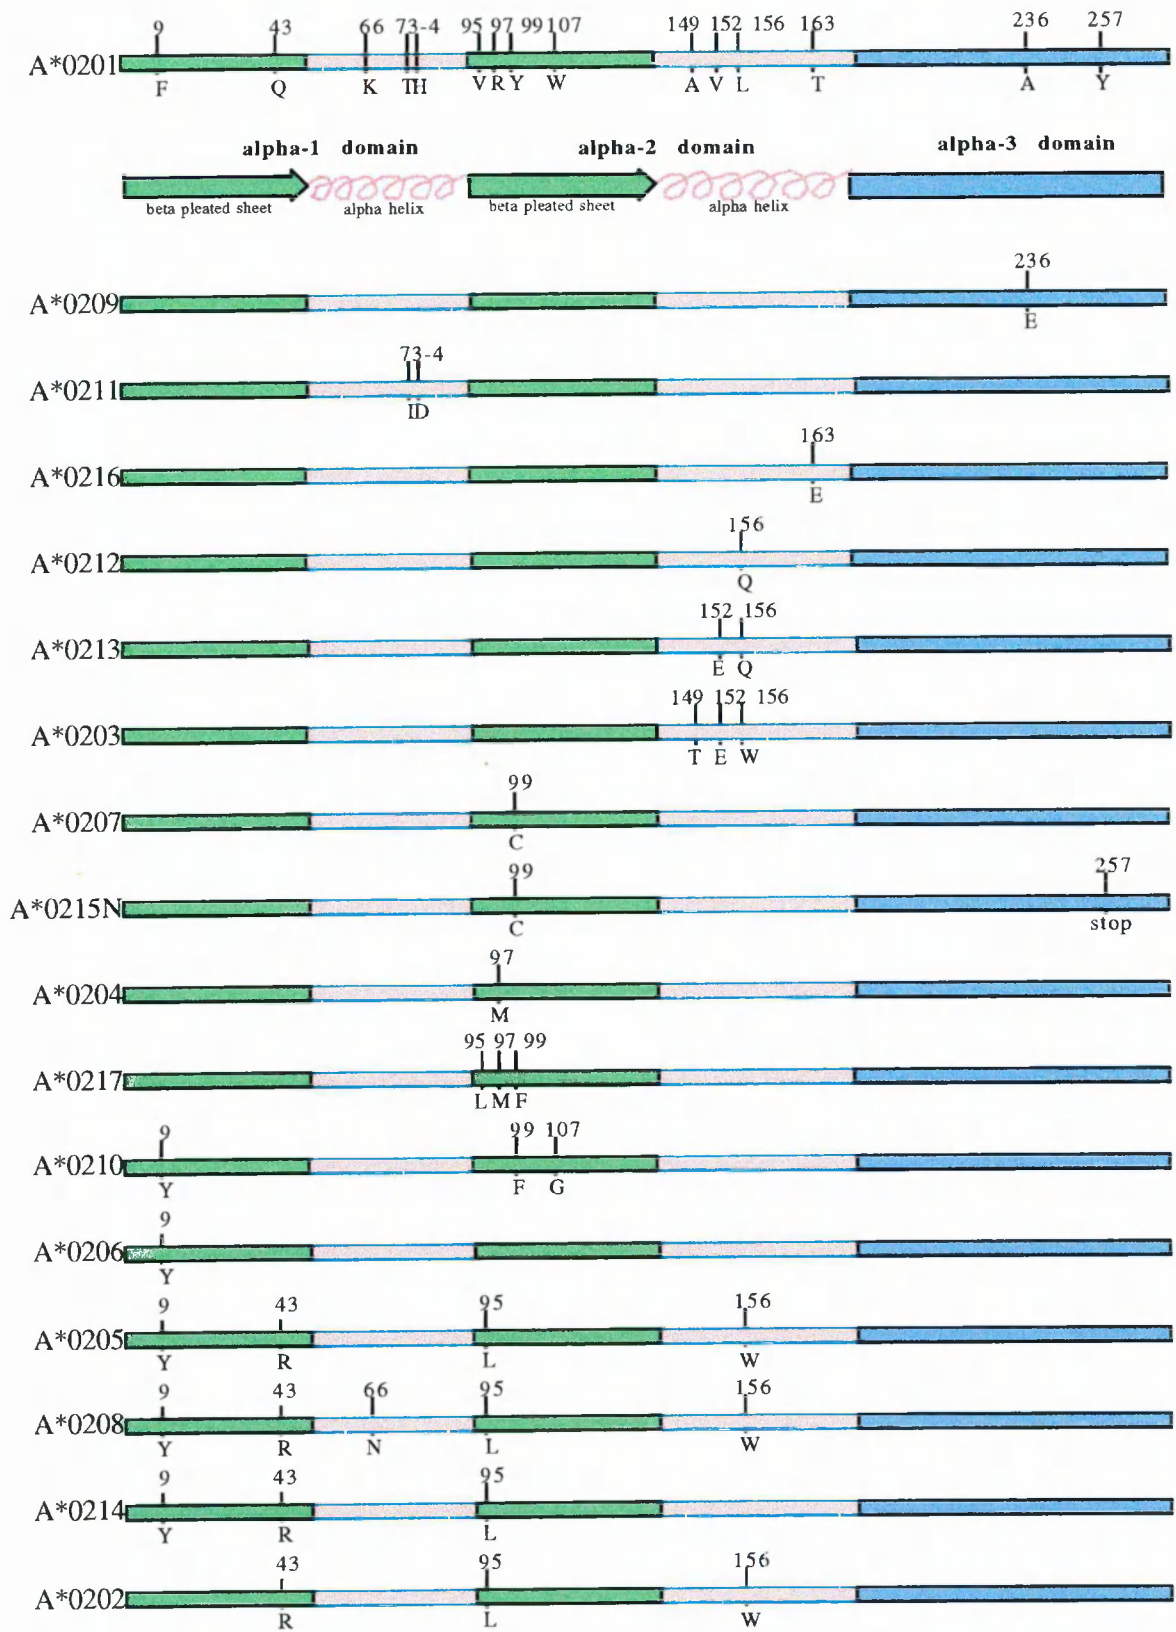 9 43 66 73-4 95 97 99 107 149 152 156 163 236 257
A*0201
F Q K T H V R Y W A V L T A Y
alpha-1 domain alpha-2 domain alpha-3 domain
beta pleated sheet alpha helix beta pleated sheet alpha helix
236
A*0209
E
73-4
A*0211
ID
163
A*0216
E
156
A*0212
Q
152 156
A*0213
E Q
149 152 156
A*0203
T E W
99
A*0207
C
99 257
A*0215N
C stop
97
A*0204
M
95 97 99
A*0217
L M F
9 99 107
A*0210
Y F G
9
A*0206
Y
9 43 95 156
A*0205
Y R L W
9 43 66 95 156
A*0208
Y R N L W
9 43 95
A*0214
Y R L
43 95 156
A*0202
R L W